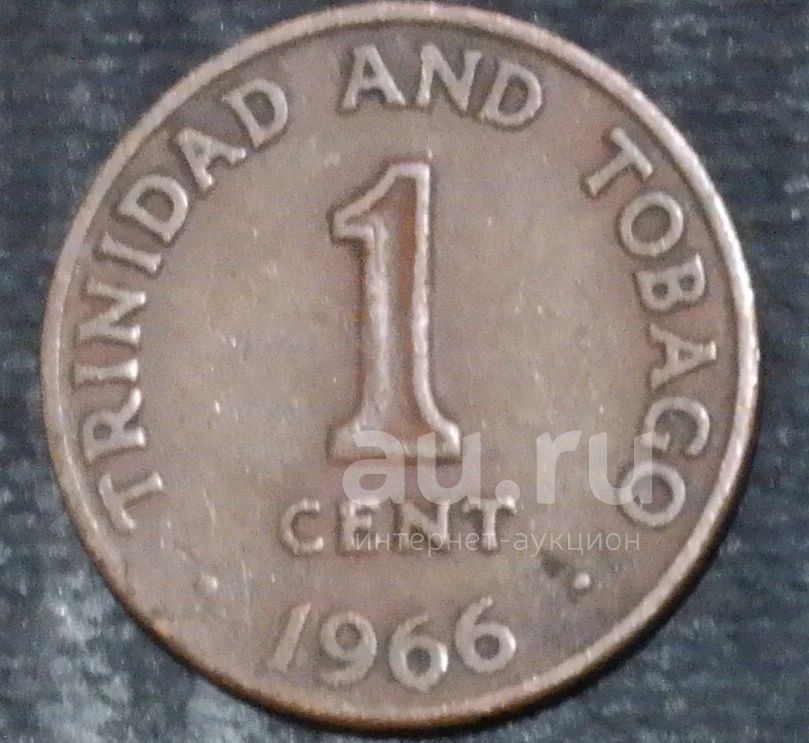 TRINIDAD AND TOBAGO
1
CENT
1966
au.ru
интернет-аукцион